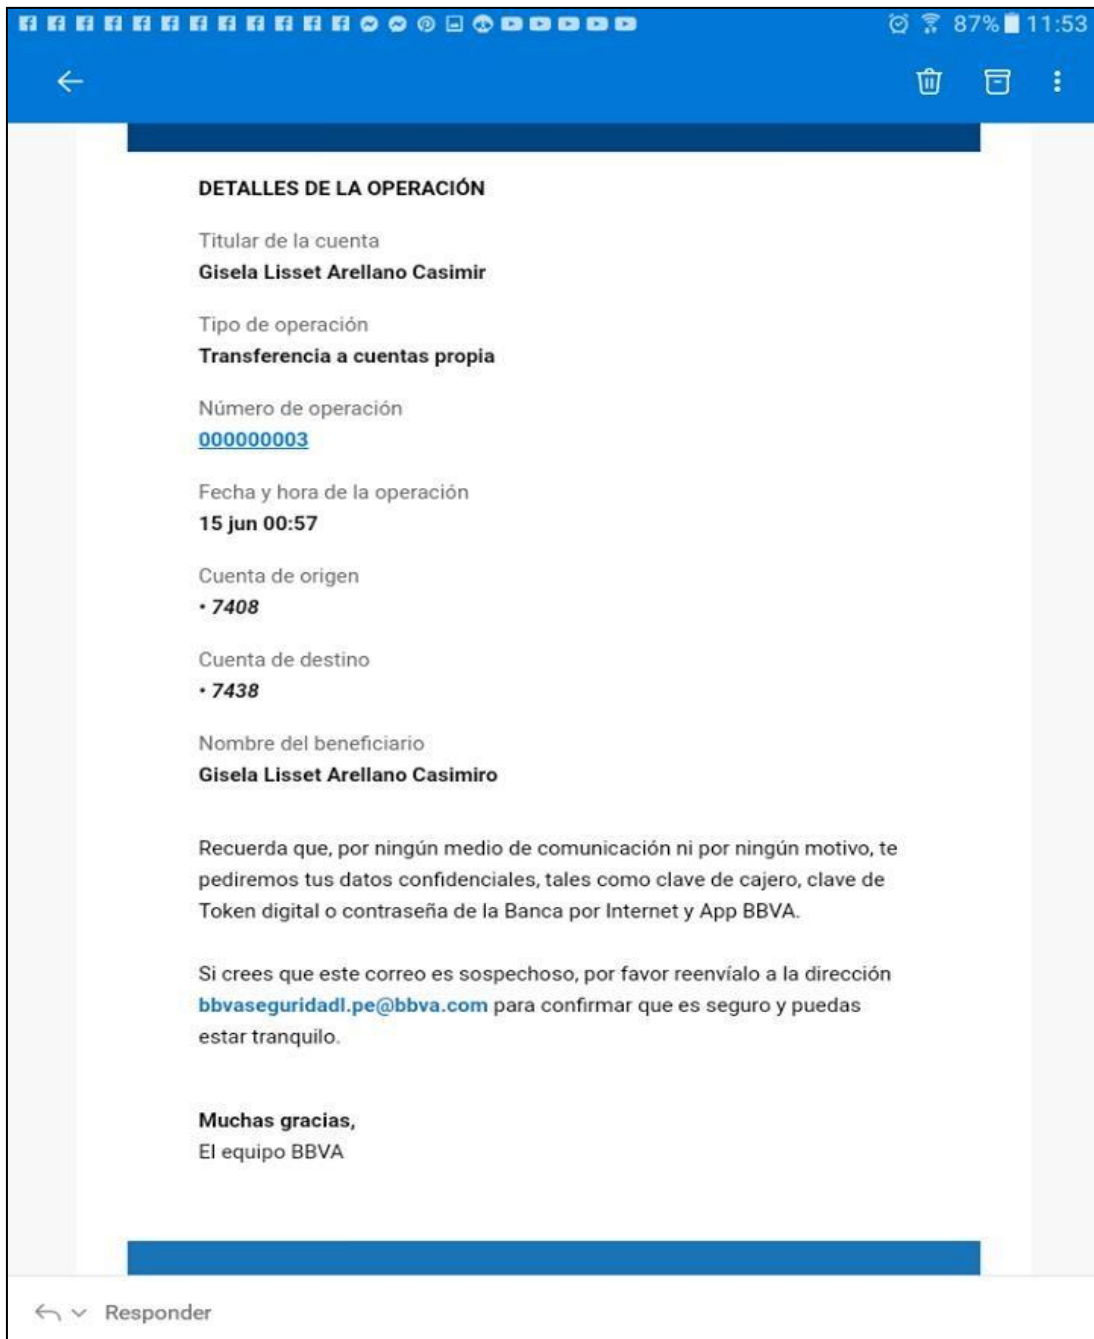 87% 11:53
DETALLES DE LA OPERACIÓN
Titular de la cuenta
Gisela Lisset Arellano Casimir
Tipo de operación
Transferencia a cuentas propia
Número de operación
000000003
Fecha y hora de la operación
15 jun 00:57
Cuenta de origen
• 7408
Cuenta de destino
• 7438
Nombre del beneficiario
Gisela Lisset Arellano Casimiro
Recuerda que, por ningún medio de comunicación ni por ningún motivo, te
pediremos tus datos confidenciales, tales como clave de cajero, clave de
Token digital o contraseña de la Banca por Internet y App BBVA.
Si crees que este correo es sospechoso, por favor reenvíalo a la dirección
bbvaseguridadl.pe@bbva.com para confirmar que es seguro y puedas
estar tranquilo.
Muchas gracias,
El equipo BBVA
Responder